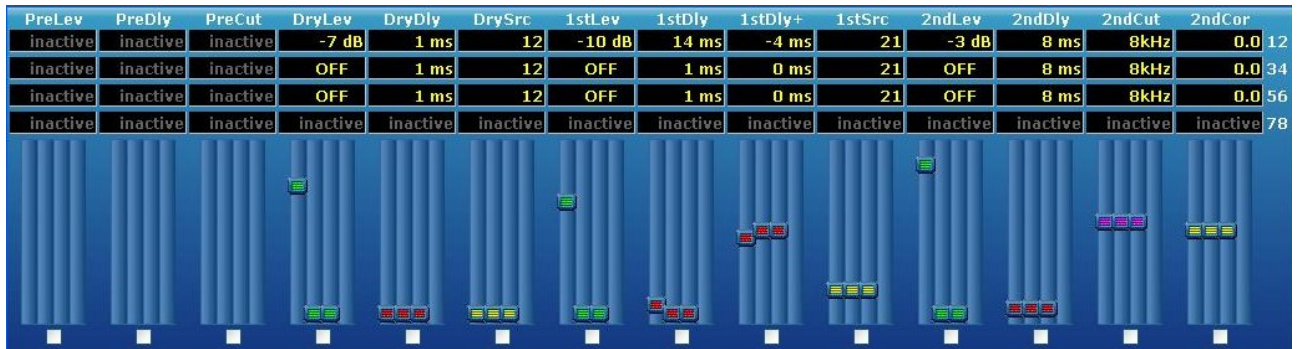 PreLev PreDly PreCut DryLev DryDly DrySrc 1stLev 1stDly 1stDly+ 1stSrc 2ndLev 2ndDly 2ndCut 2ndCor
inactive inactive inactive -7 dB 1 ms 12 -10 dB 14 ms -4 ms 21 -3 dB 8 ms 8kHz 0.0 12
inactive inactive inactive OFF 1 ms 12 OFF 1 ms 0 ms 21 OFF 8 ms 8kHz 0.0 34
inactive inactive inactive OFF 1 ms 12 OFF 1 ms 0 ms 21 OFF 8 ms 8kHz 0.0 56
inactive inactive inactive inactive inactive inactive inactive inactive inactive inactive inactive inactive inactive inactive 78